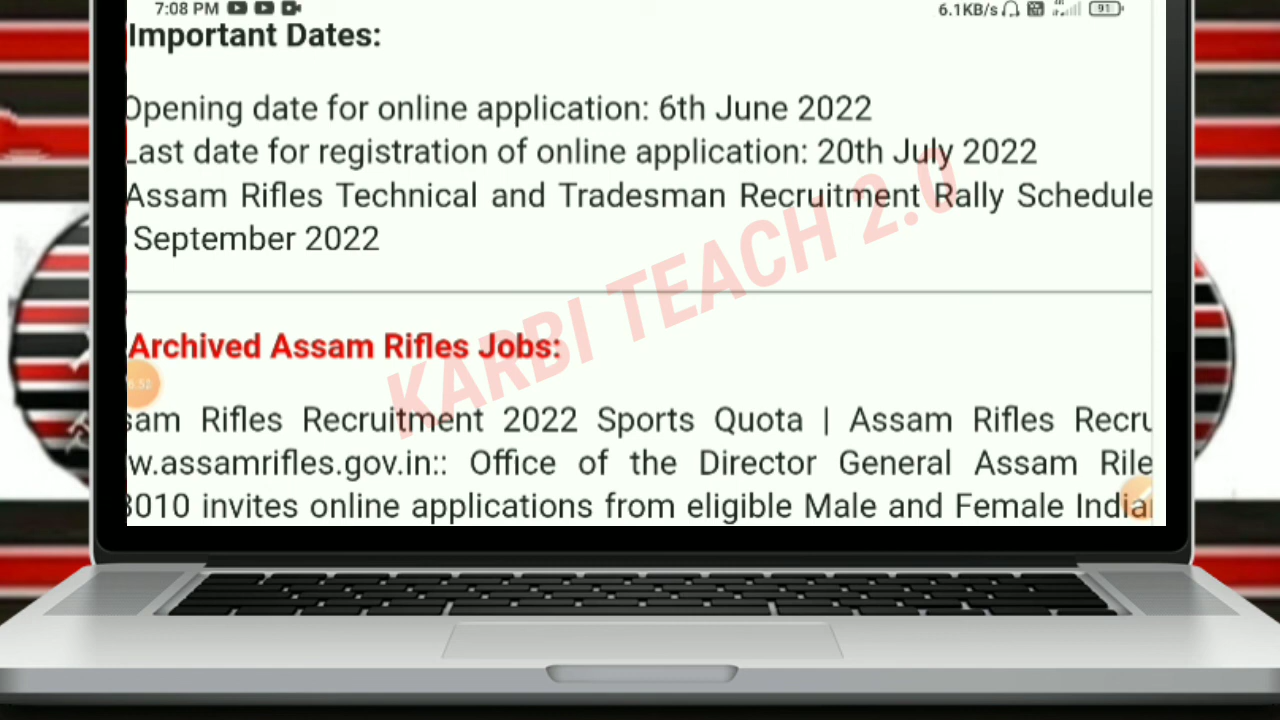 7:08 PM
6.1KB/s
91
Important Dates:
Opening date for online application: 6th June 2022
Last date for registration of online application: 20th July 2022
Assam Rifles Technical and Tradesman Recruitment Rally Schedule
September 2022
KARBI TEACH 2.0
Archived Assam Rifles Jobs:
sam Rifles Recruitment 2022 Sports Quota | Assam Rifles Recru
w.assamrifles.gov.in:: Office of the Director General Assam Rile
3010 invites online applications from eligible Male and Female India